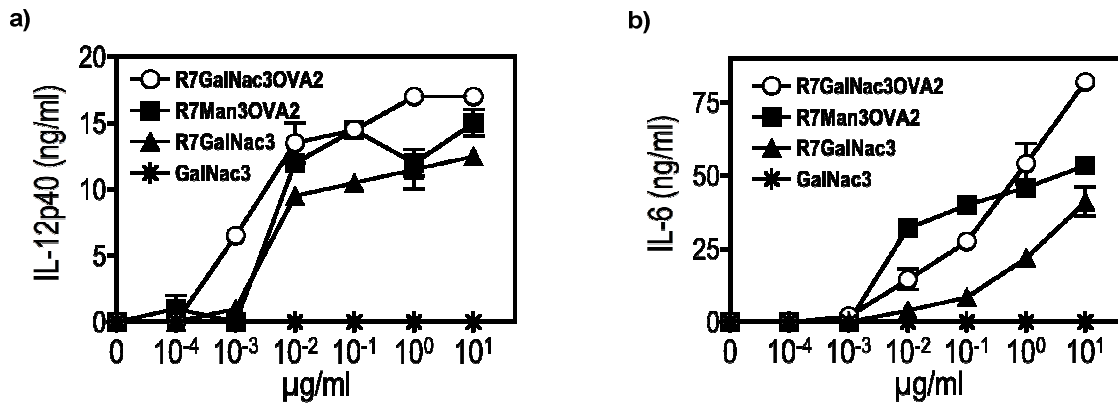 a)
20
15
10
5
0
IL-12p40 (ng/ml)
R7GalNac3OVA2
R7Man3OVA2
R7GalNac3
GalNac3
0 10⁻⁴ 10⁻³ 10⁻² 10⁻¹ 10⁰ 10¹
µg/ml
b)
75
50
25
0
IL-6 (ng/ml)
R7GalNac3OVA2
R7Man3OVA2
R7GalNac3
GalNac3
0 10⁻⁴ 10⁻³ 10⁻² 10⁻¹ 10⁰ 10¹
µg/ml